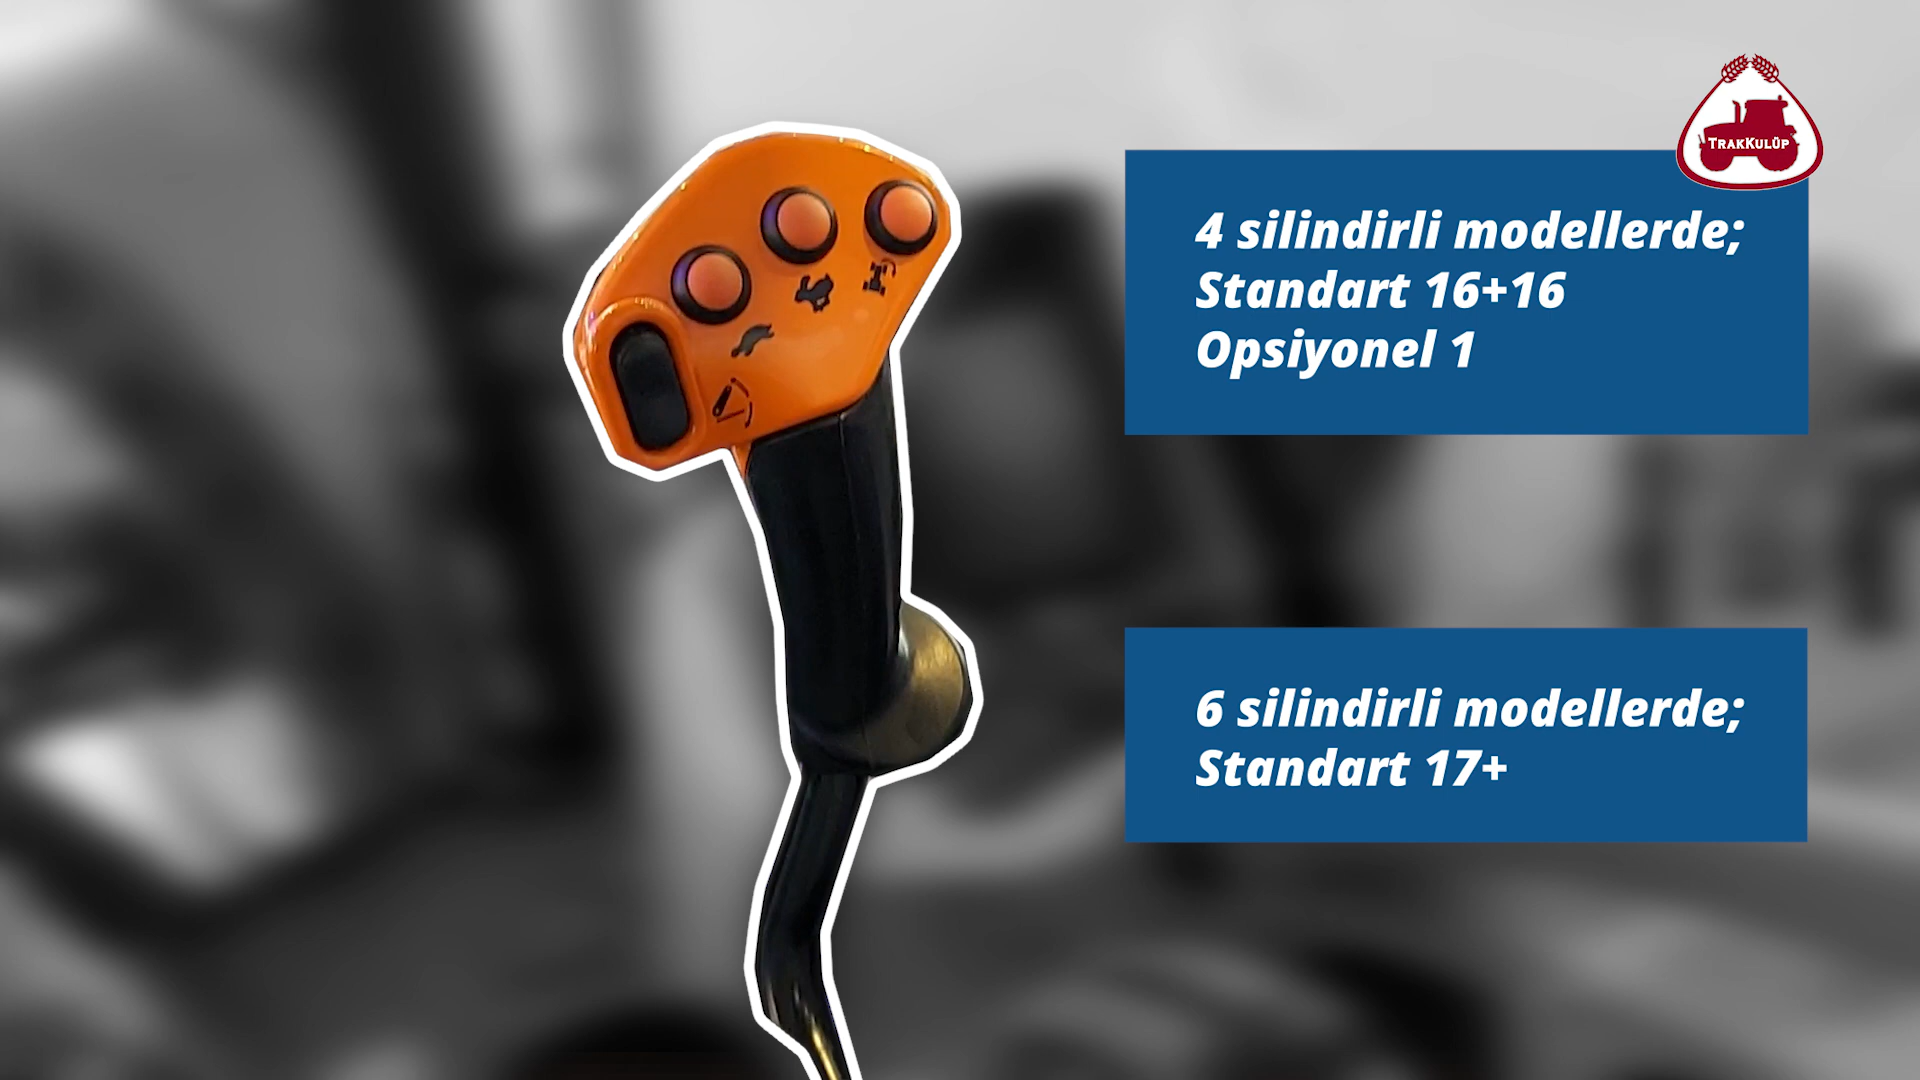 TRAKKULÜP
4 silindirli modellerde;
Standart 16+16
Opsiyonel 1
6 silindirli modellerde;
Standart 17+